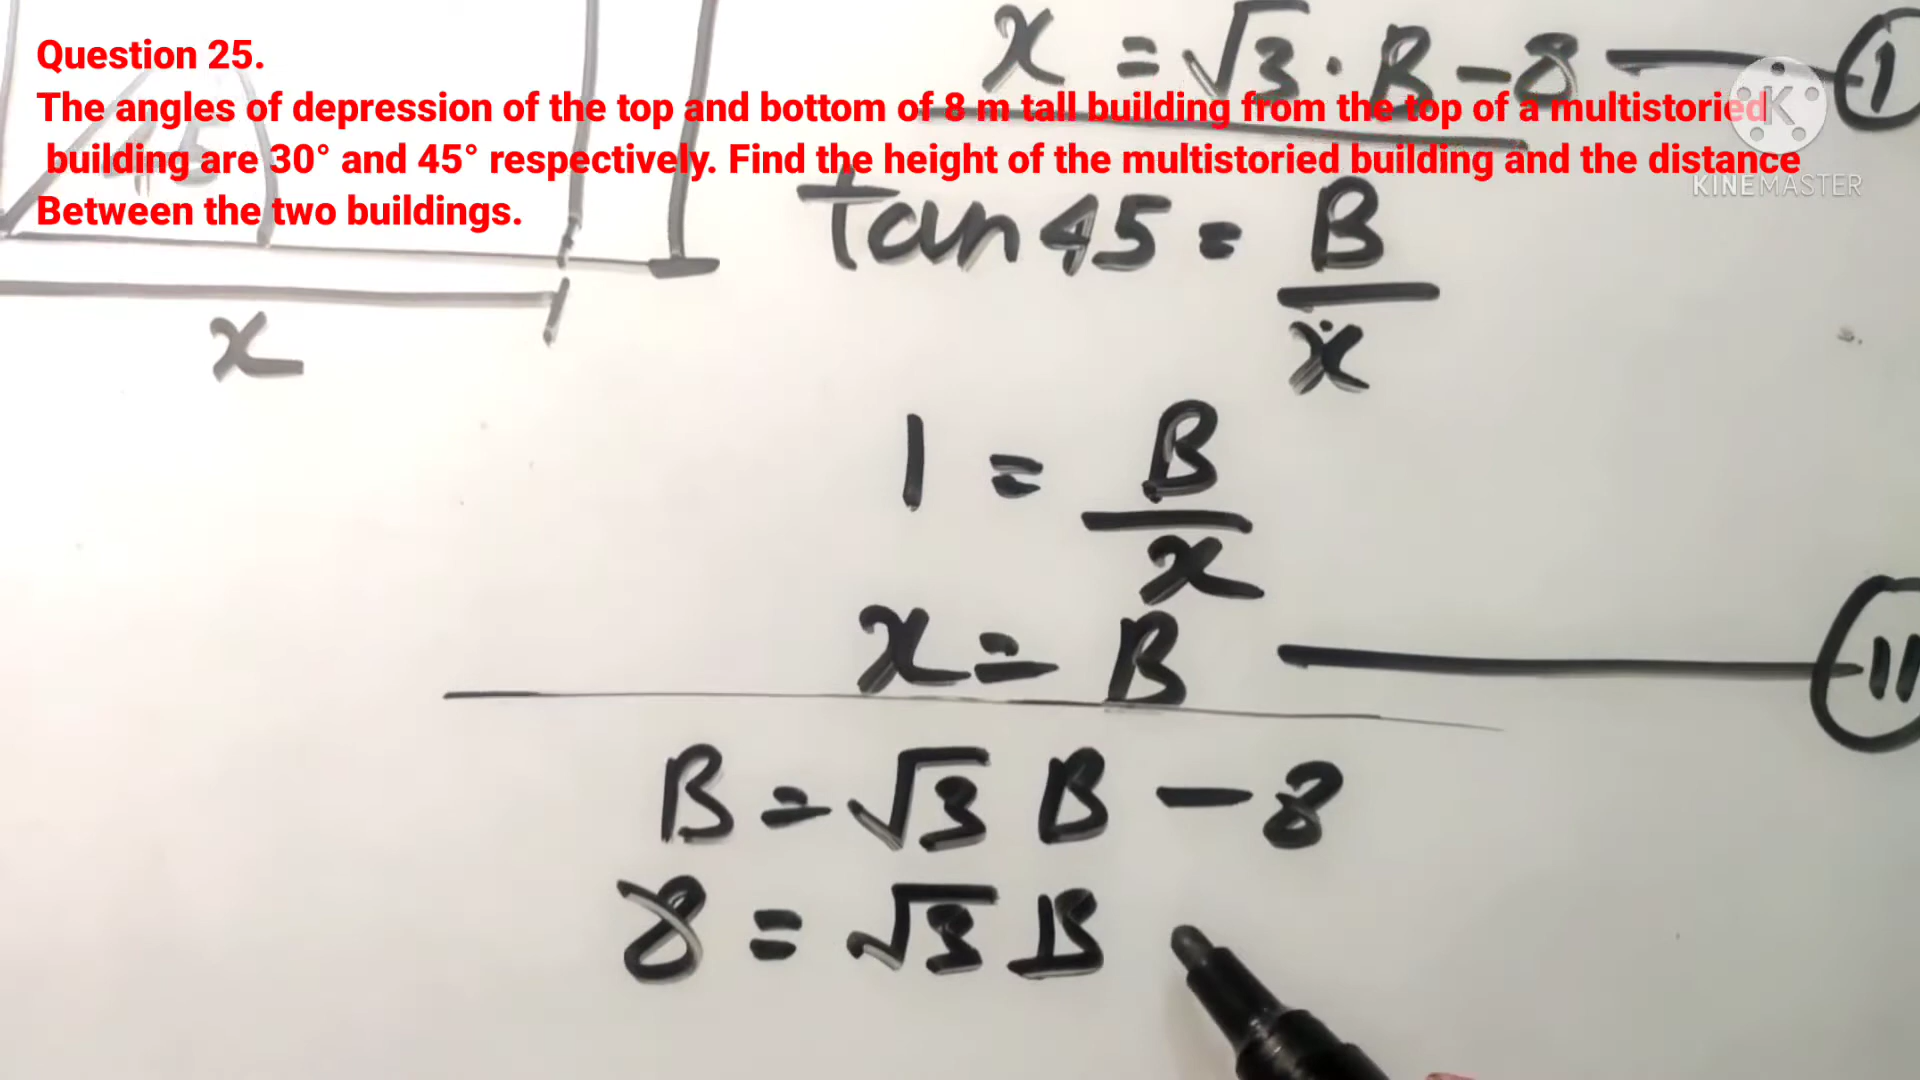 x = √3 · B - 8 — I
Question 25.
The angles of depression of the top and bottom of 8 m tall building from the top of a multistoried
building are 30° and 45° respectively. Find the height of the multistoried building and the distance
Between the two buildings.
K
KINEMASTER
45
tan 45 = B/x
x
1 = B/x
x = B — II
B = √3 B - 8
8 = √3 B